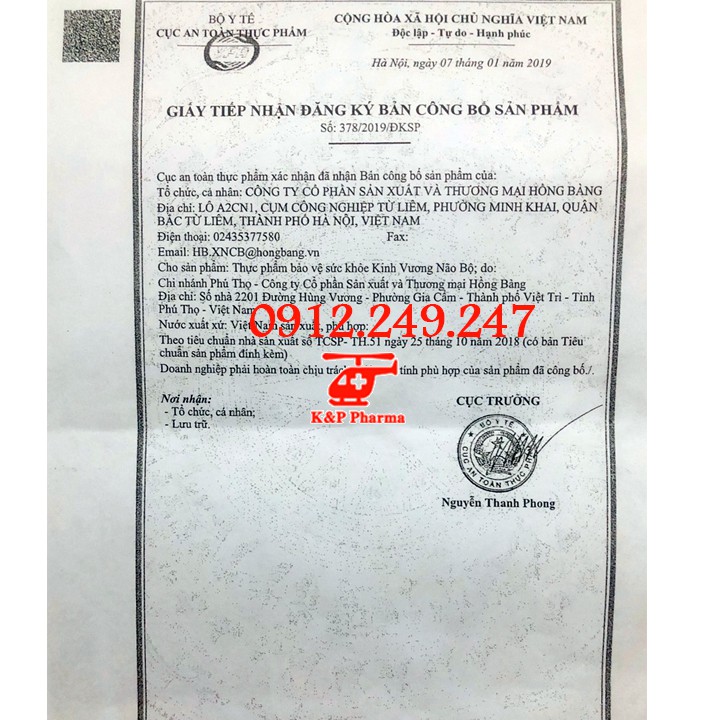 BỘ Y TẾ
CỤC AN TOÀN THỰC PHẨM
CỘNG HÒA XÃ HỘI CHỦ NGHĨA VIỆT NAM
Độc lập - Tự do - Hạnh phúc
Hà Nội, ngày 07 tháng 01 năm 2019
GIẤY TIẾP NHẬN ĐĂNG KÝ BẢN CÔNG BỐ SẢN PHẨM
Số: 378/2019/ĐKSP
Cục an toàn thực phẩm xác nhận đã nhận Bản công bố sản phẩm của:
Tổ chức, cá nhân: CÔNG TY CỔ PHẦN SẢN XUẤT VÀ THƯƠNG MẠI HỒNG BÀNG
Địa chỉ: LÔ A2CN1, CỤM CÔNG NGHIỆP TỪ LIÊM, PHƯỜNG MINH KHAI, QUẬN
BẮC TỪ LIÊM, THÀNH PHỐ HÀ NỘI, VIỆT NAM
Điện thoại: 02435377580 Fax:
Email: HB.XNCB@hongbang.vn
Cho sản phẩm: Thực phẩm bảo vệ sức khỏe Kinh Vương Não Bộ; do:
Chi nhánh Phú Thọ - Công ty Cổ phần Sản xuất và Thương mại Hồng Bàng
Địa chỉ: Số nhà 2201 Đường Hùng Vương - Phường Gia Cẩm - Thành phố Việt Trì - Tỉnh
Phú Thọ - Việt Nam
0912.249.247
Nước xuất xứ: Việt Nam sản xuất, phù hợp:
Theo tiêu chuẩn nhà sản xuất số TCSP- TH.51 ngày 25 tháng 10 năm 2018 (có bản Tiêu
chuẩn sản phẩm đính kèm)
Doanh nghiệp phải hoàn toàn chịu trách tính phù hợp của sản phẩm đã công bố./.
K&P Pharma
Nơi nhận:
- Tổ chức, cá nhân;
- Lưu trữ.
CỤC TRƯỞNG
BỘ Y TẾ
CỤC AN TOÀN THỰC PHẨM
Nguyễn Thanh Phong